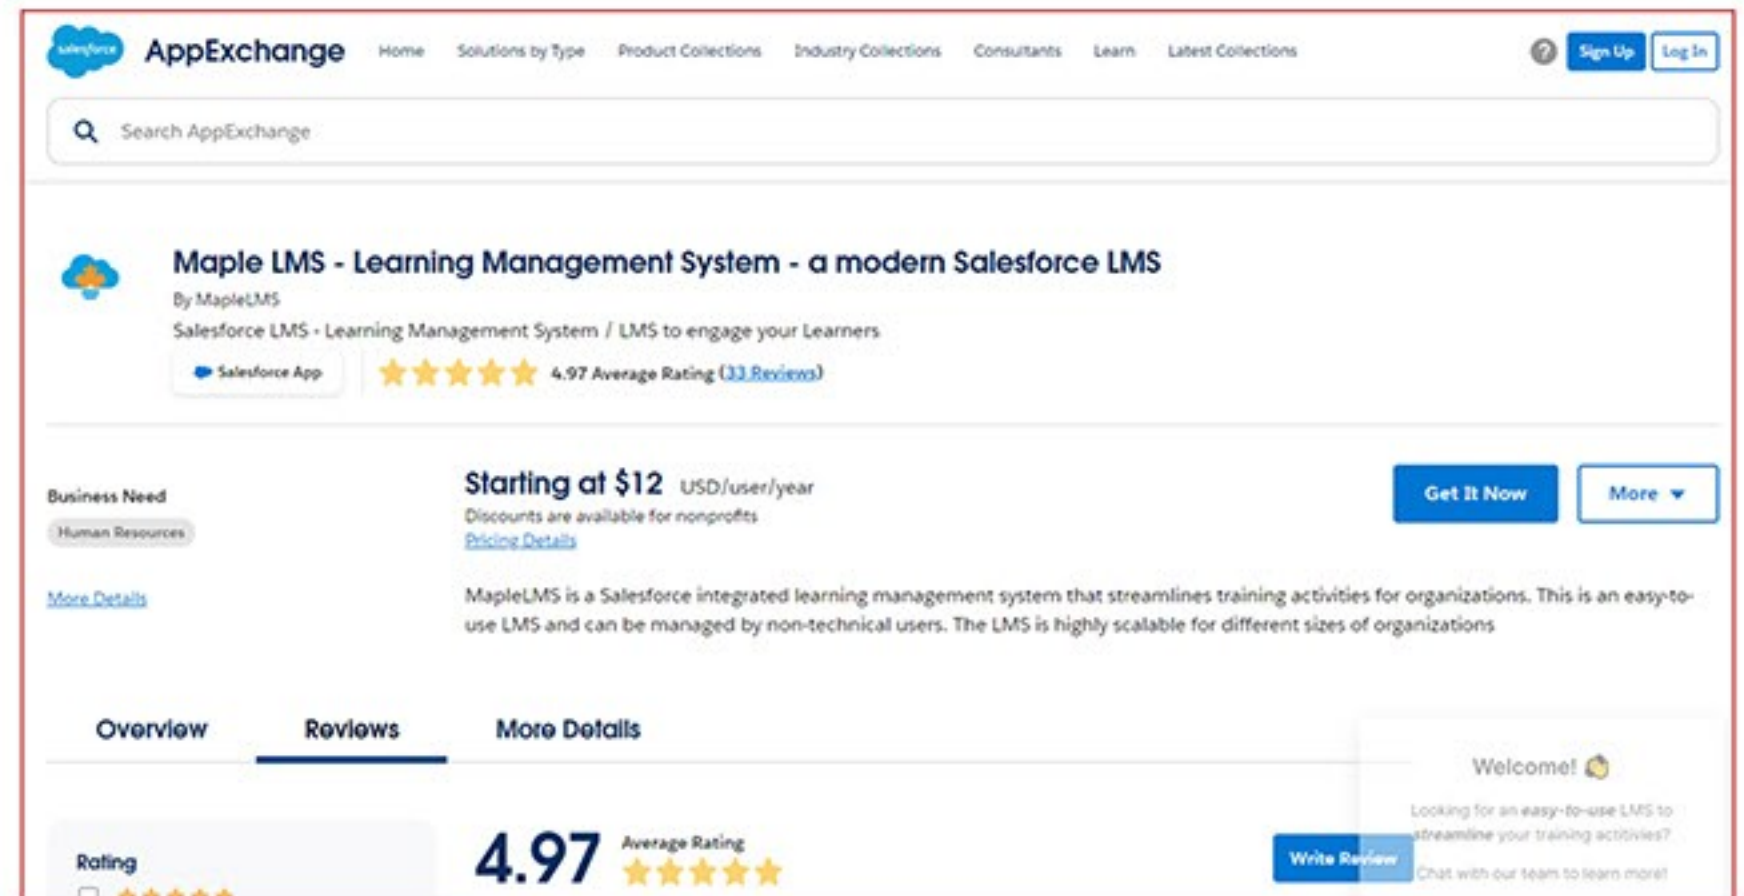 salesforce AppExchange Home Solutions by Type Product Collections Industry Collections Consultants Learn Latest Collections ? Sign Up Log In
Search AppExchange
Maple LMS - Learning Management System - a modern Salesforce LMS
By MapleLMS
Salesforce LMS - Learning Management System / LMS to engage your Learners
Salesforce App 4.97 Average Rating (33 Reviews)
Starting at $12 USD/user/year
Business Need
Get It Now More
Discounts are available for nonprofits
Human Resources
Pricing Details
More Details
MapleLMS is a Salesforce integrated learning management system that streamlines training activities for organizations. This is an easy-to-
use LMS and can be managed by non-technical users. The LMS is highly scalable for different sizes of organizations
Overview Reviews More Details
Welcome!
Looking for an easy-to-use LMS to
streamline your training activities?
Chat with our team to learn more!
Rating
4.97 Average Rating
Write Review